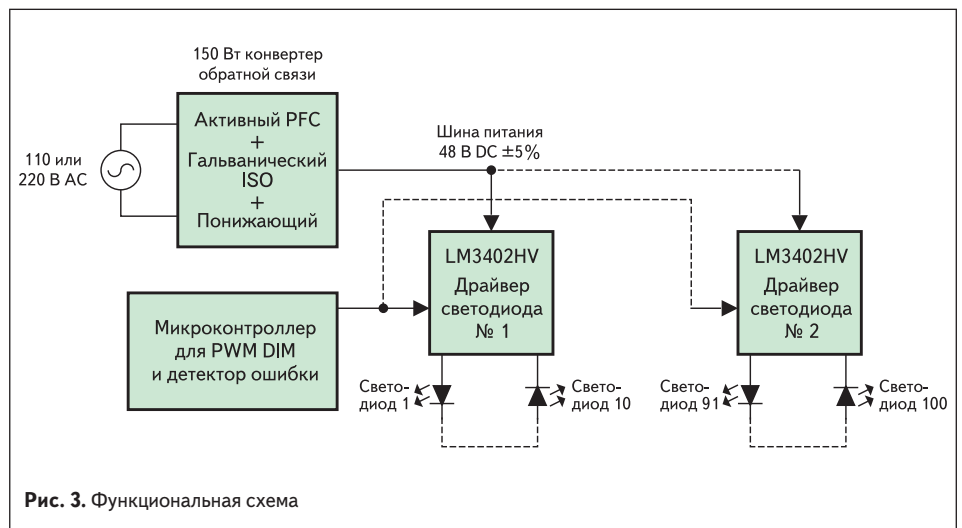 150 Вт конвертер
обратной связи
110 или
220 В AC
Активный PFC
+
Гальванический
ISO
+
Понижающий
Шина питания
48 В DC ±5%
Микроконтроллер
для PWM DIM
и детектор ошибки
LM3402HV
Драйвер
светодиода
№ 1
LM3402HV
Драйвер
светодиода
№ 2
Свето-
диод 1
Свето-
диод 10
Свето-
диод 91
Свето-
диод 100
Рис. 3. Функциональная схема